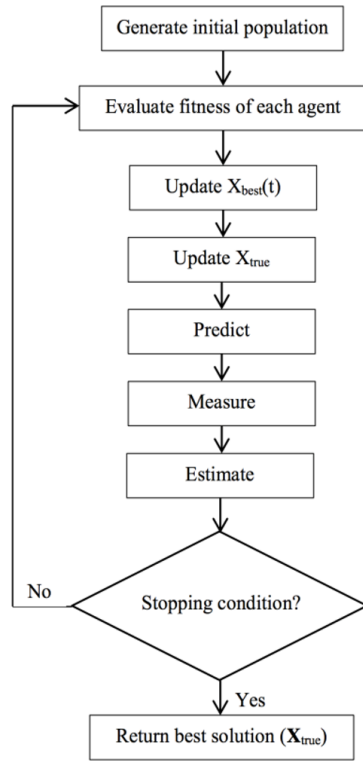 Generate initial population
Evaluate fitness of each agent
Update Xbest(t)
Update Xtrue
Predict
Measure
Estimate
Stopping condition?
No
Yes
Return best solution (Xtrue)